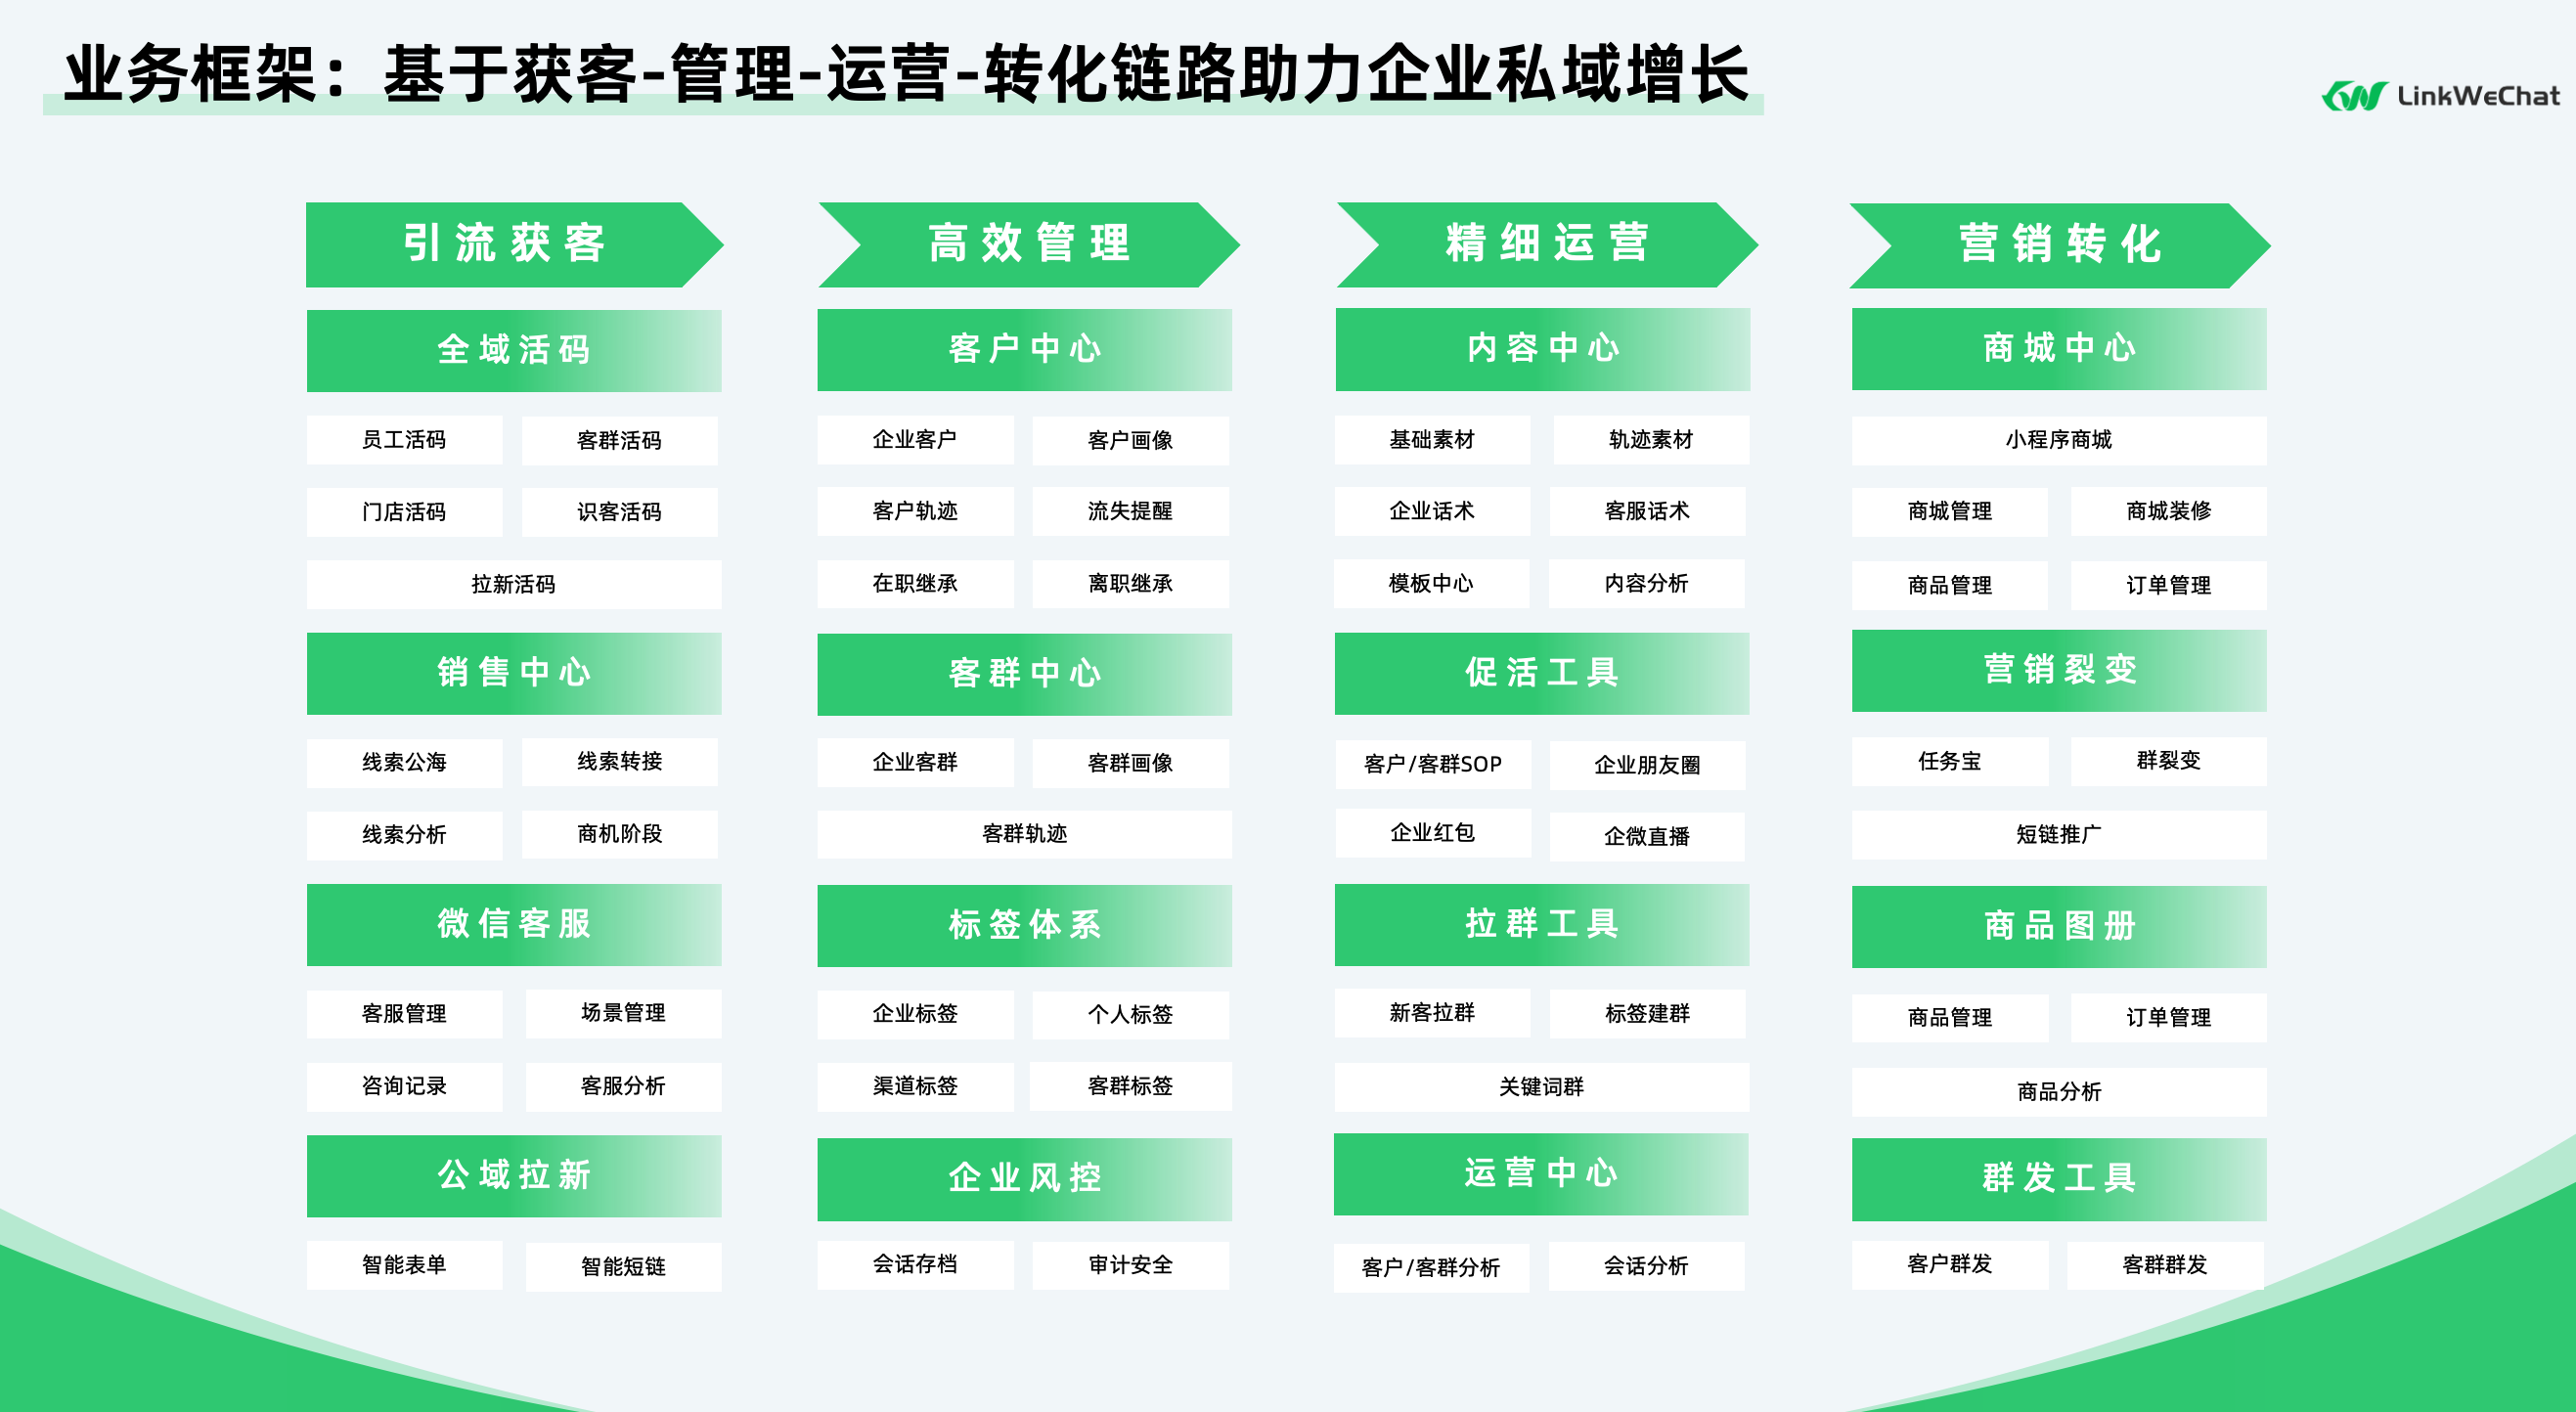 业务框架：基于获客-管理-运营-转化链路助力企业私域增长
LinkWeChat
引流获客
全域活码
员工活码 客群活码
门店活码 识客活码
拉新活码
销售中心
线索公海 线索转接
线索分析 商机阶段
微信客服
客服管理 场景管理
咨询记录 客服分析
公域拉新
智能表单 智能短链
高效管理
客户中心
企业客户 客户画像
客户轨迹 流失提醒
在职继承 离职继承
客群中心
企业客群 客群画像
客群轨迹
标签体系
企业标签 个人标签
渠道标签 客群标签
企业风控
会话存档 审计安全
精细运营
内容中心
基础素材 轨迹素材
企业话术 客服话术
模板中心 内容分析
促活工具
客户/客群SOP 企业朋友圈
企业红包 企微直播
拉群工具
新客拉群 标签建群
关键词群
运营中心
客户/客群分析 会话分析
营销转化
商城中心
小程序商城
商城管理 商城装修
商品管理 订单管理
营销裂变
任务宝 群裂变
短链推广
商品图册
商品管理 订单管理
商品分析
群发工具
客户群发 客群群发